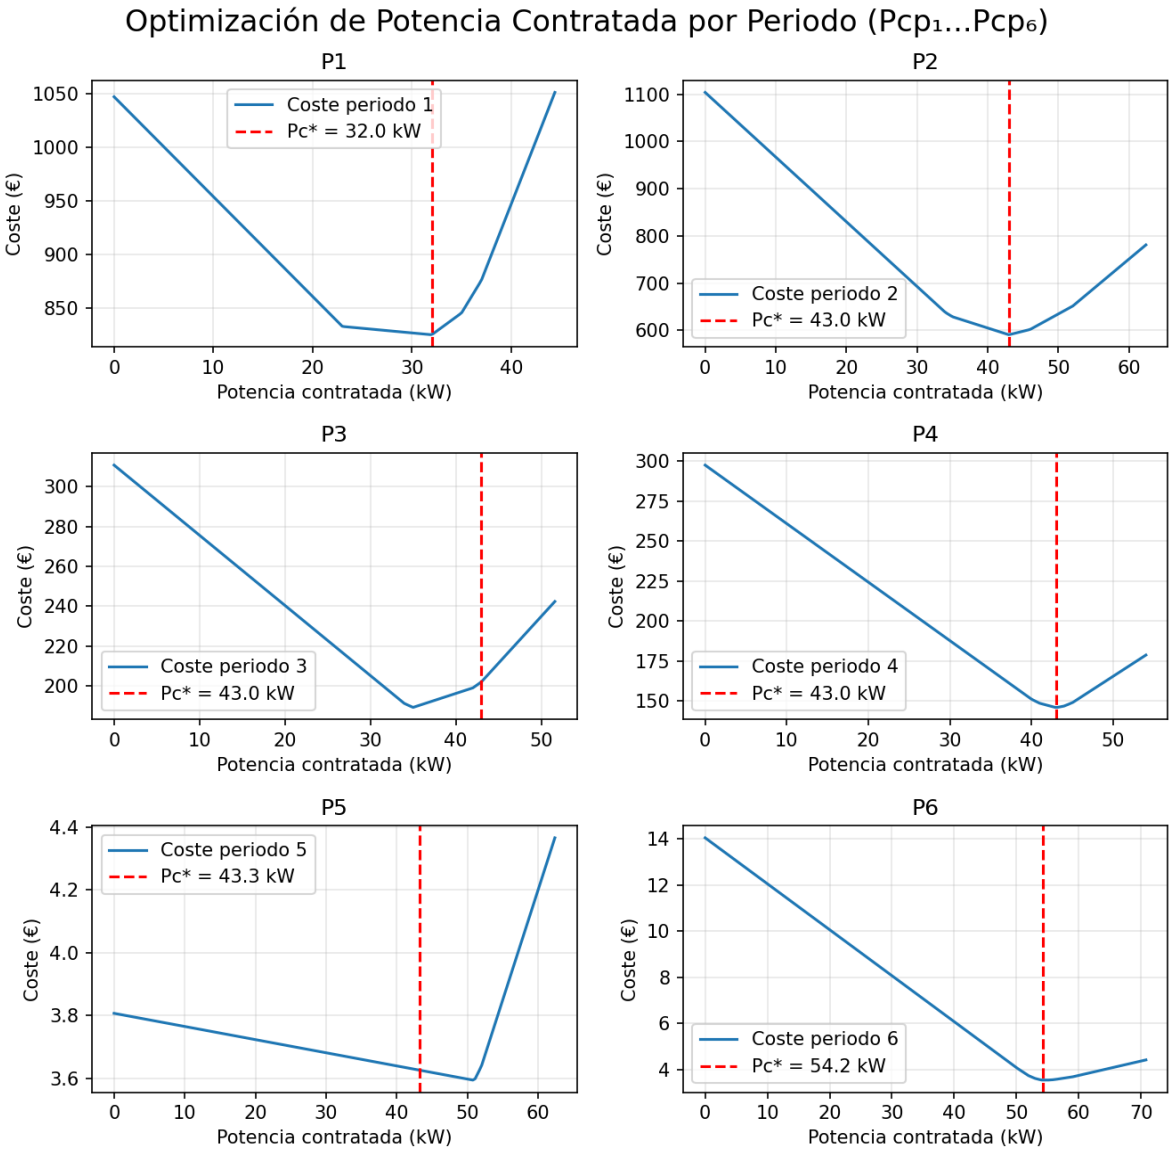 Optimización de Potencia Contratada por Periodo (Pcp₁...Pcp₆)
P1
Coste (€)
1050
1000
950
900
850
Coste periodo 1
Pc* = 32.0 kW
0 10 20 30 40
Potencia contratada (kW)
P2
Coste (€)
1100
1000
900
800
700
600
Coste periodo 2
Pc* = 43.0 kW
0 10 20 30 40 50 60
Potencia contratada (kW)
P3
Coste (€)
300
280
260
240
220
200
Coste periodo 3
Pc* = 43.0 kW
0 10 20 30 40 50
Potencia contratada (kW)
P4
Coste (€)
300
275
250
225
200
175
150
Coste periodo 4
Pc* = 43.0 kW
0 10 20 30 40 50
Potencia contratada (kW)
P5
Coste (€)
4.4
4.2
4.0
3.8
3.6
Coste periodo 5
Pc* = 43.3 kW
0 10 20 30 40 50 60
Potencia contratada (kW)
P6
Coste (€)
14
12
10
8
6
4
Coste periodo 6
Pc* = 54.2 kW
0 10 20 30 40 50 60 70
Potencia contratada (kW)